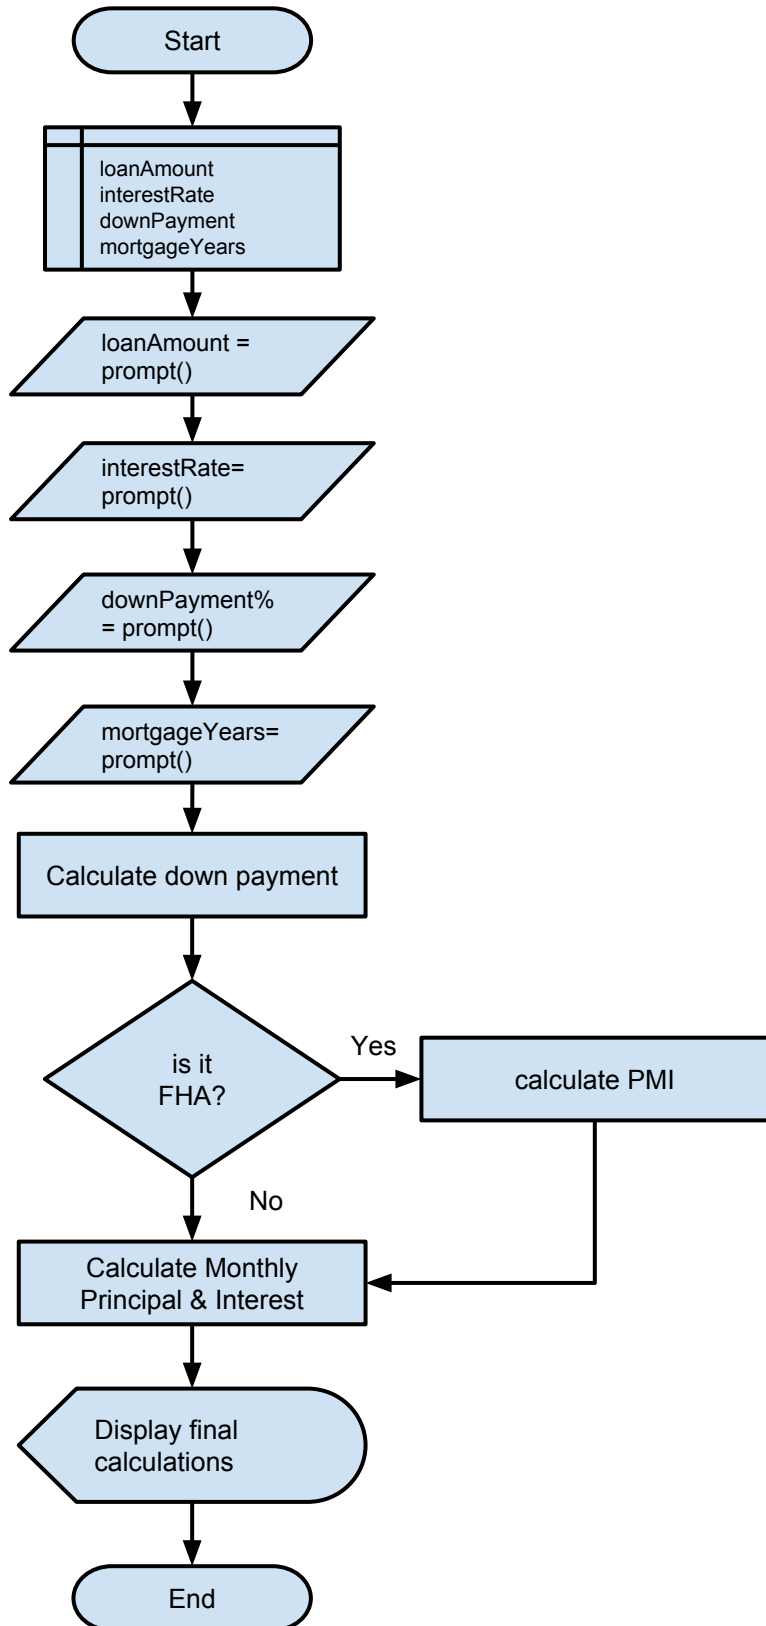 Start
loanAmount
interestRate
downPayment
mortgageYears
loanAmount =
prompt()
interestRate=
prompt()
downPayment%
= prompt()
mortgageYears=
prompt()
Calculate down payment
is it
FHA?
Yes
calculate PMI
No
Calculate Monthly
Principal & Interest
Display final
calculations
End